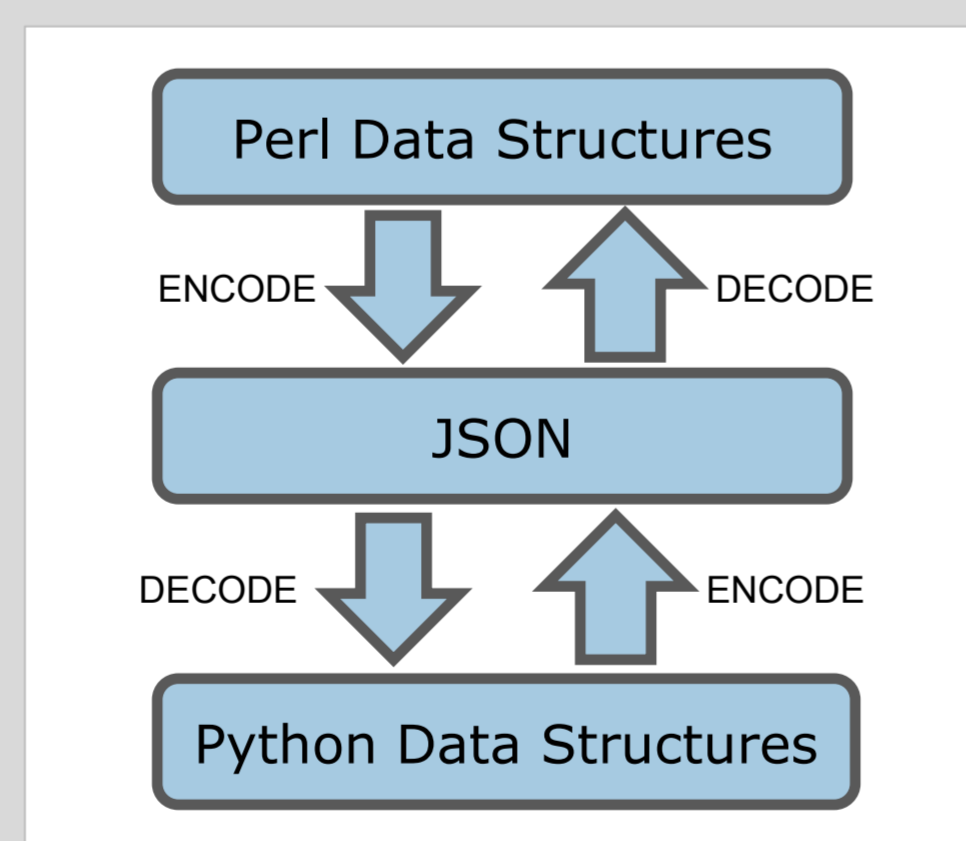 Perl Data Structures
ENCODE
DECODE
JSON
DECODE
ENCODE
Python Data Structures